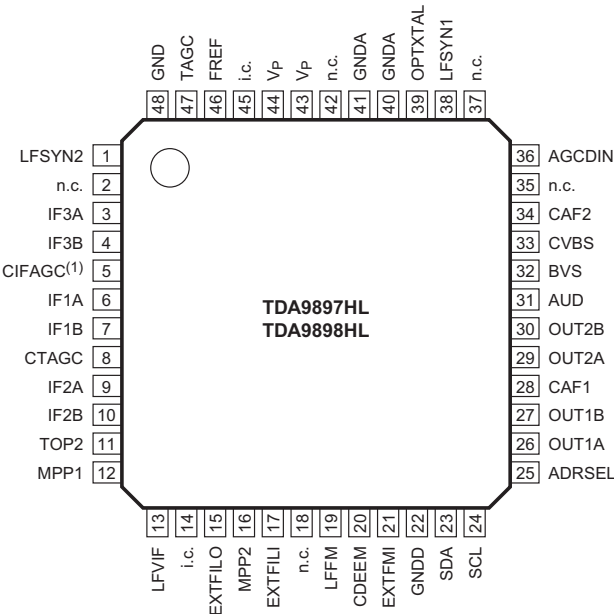 GND
TAGC
FREF
i.c.
VP
VP
n.c.
GNDA
GNDA
OPTXTAL
LFSYN1
n.c.
48
47
46
45
44
43
42
41
40
39
38
37
LFSYN2 1
n.c. 2
IF3A 3
IF3B 4
CIFAGC(1) 5
IF1A 6
IF1B 7
CTAGC 8
IF2A 9
IF2B 10
TOP2 11
MPP1 12
TDA9897HL
TDA9898HL
36 AGCDIN
35 n.c.
34 CAF2
33 CVBS
32 BVS
31 AUD
30 OUT2B
29 OUT2A
28 CAF1
27 OUT1B
26 OUT1A
25 ADRSEL
13
14
15
16
17
18
19
20
21
22
23
24
LFVIF
i.c.
EXTFILO
MPP2
EXTFILI
n.c.
LFFM
CDEEM
EXTFMI
GNDD
SDA
SCL